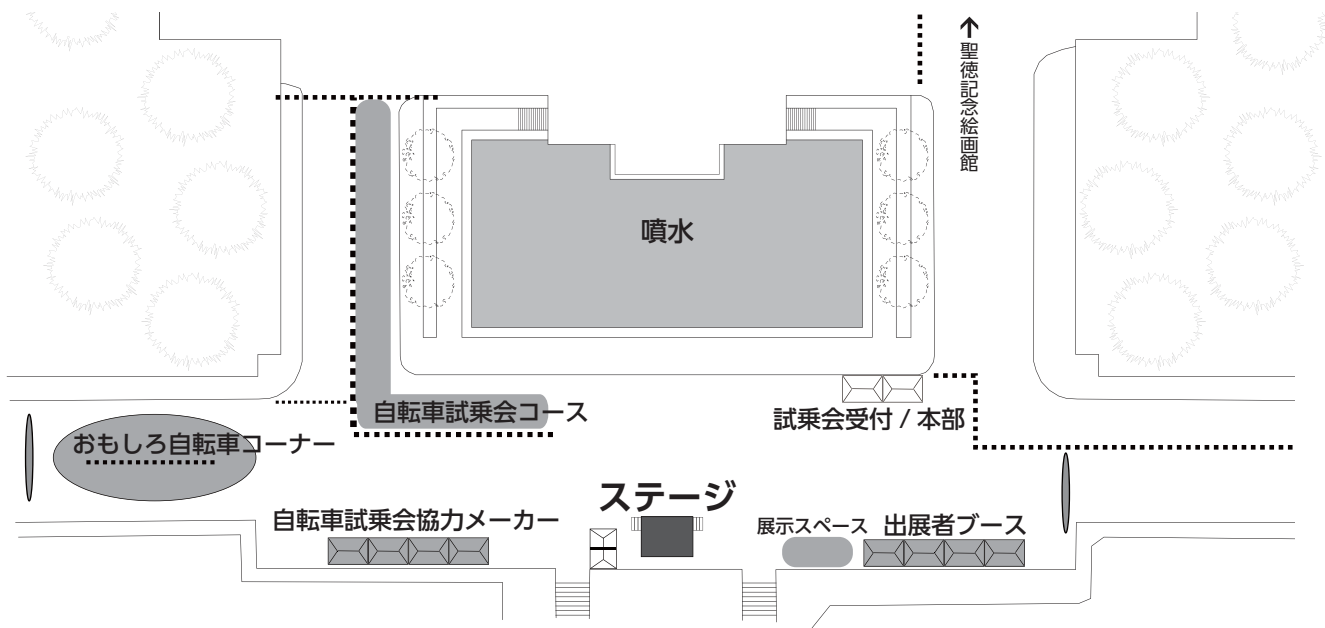 ↑聖徳記念絵画館
噴水
自転車試乗会コース
試乗会受付 / 本部
おもしろ自転車コーナー
ステージ
自転車試乗会協力メーカー
展示スペース
出展者ブース